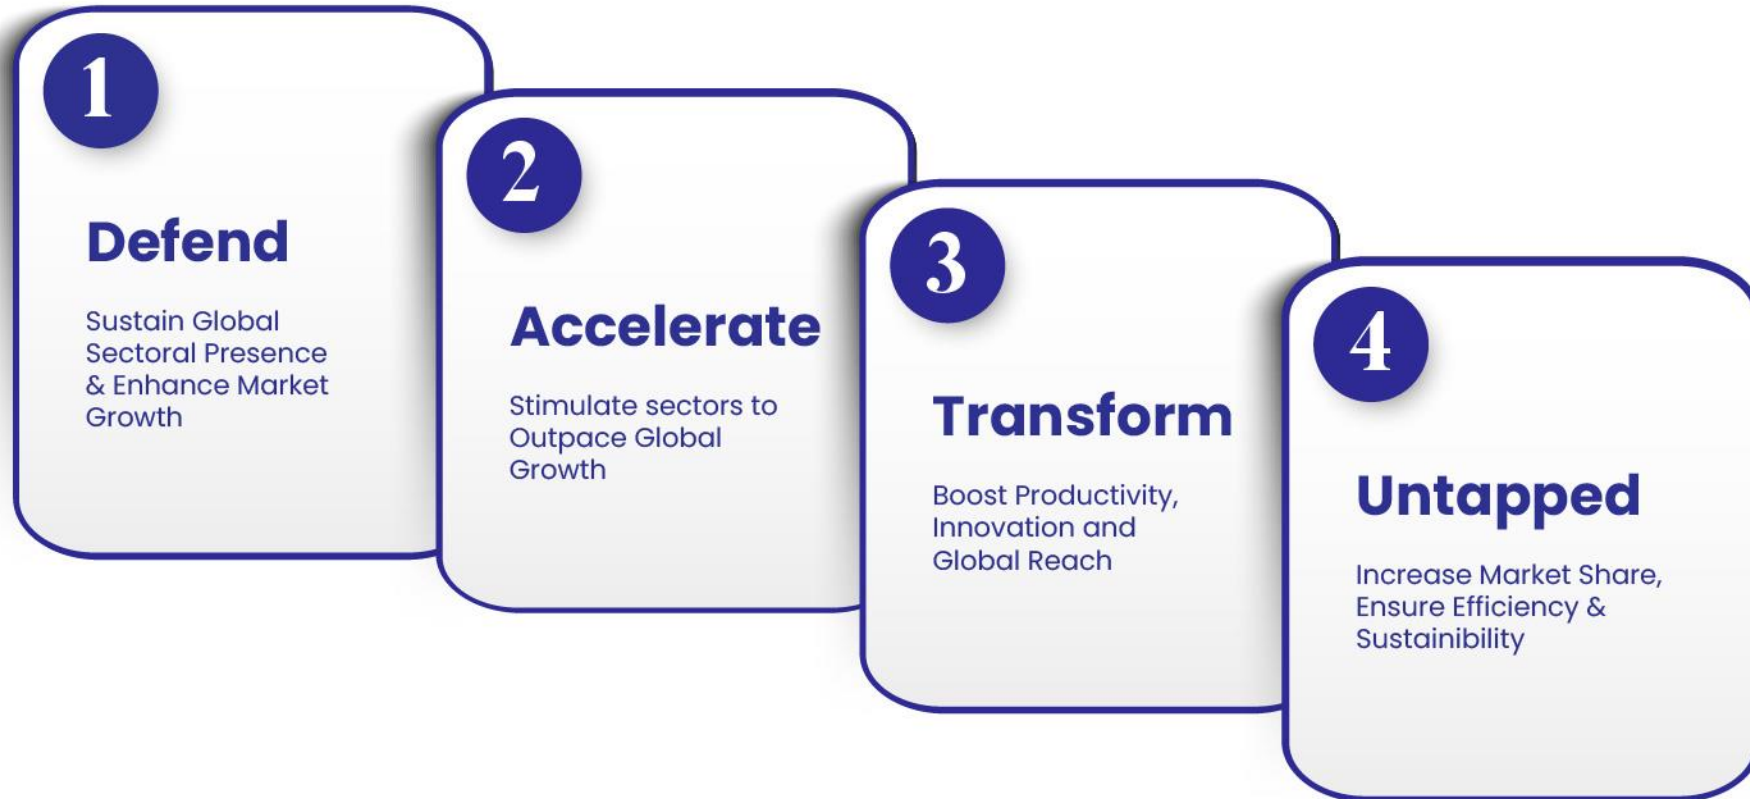 1
Defend
Sustain Global
Sectoral Presence
& Enhance Market
Growth
2
Accelerate
Stimulate sectors to
Outpace Global
Growth
3
Transform
Boost Productivity,
Innovation and
Global Reach
4
Untapped
Increase Market Share,
Ensure Efficiency &
Sustainibility